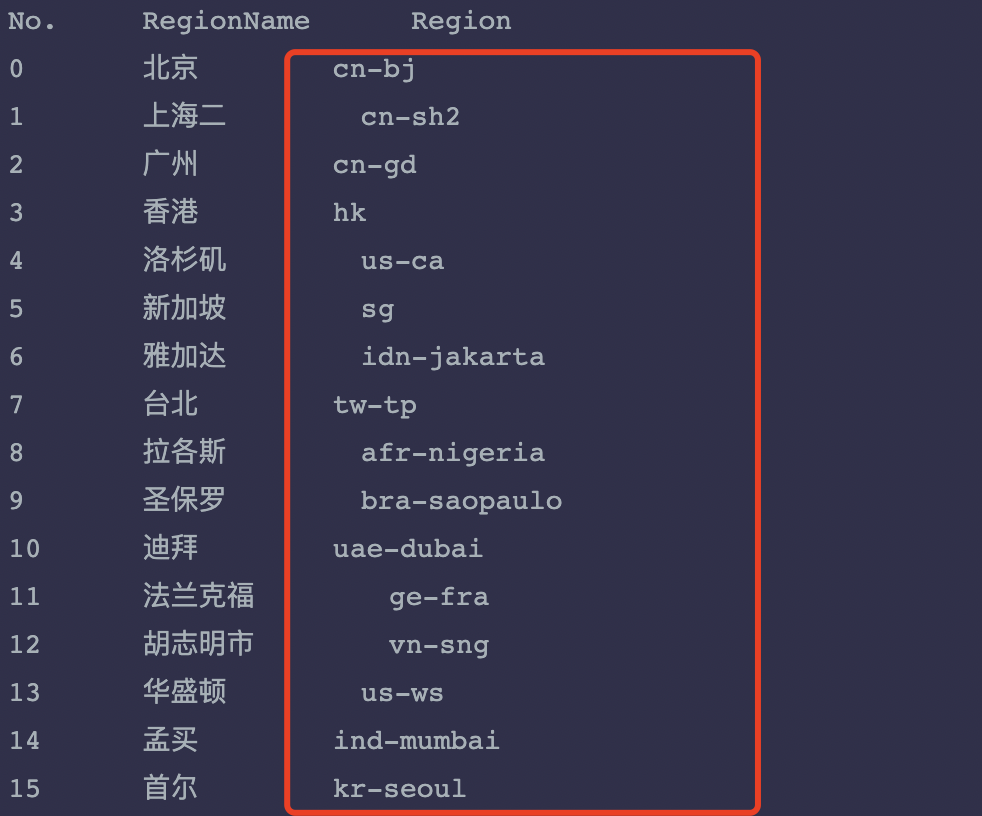 No. RegionName Region
0 北京 cn-bj
1 上海二 cn-sh2
2 广州 cn-gd
3 香港 hk
4 洛杉矶 us-ca
5 新加坡 sg
6 雅加达 idn-jakarta
7 台北 tw-tp
8 拉各斯 afr-nigeria
9 圣保罗 bra-saopaulo
10 迪拜 uae-dubai
11 法兰克福 ge-fra
12 胡志明市 vn-sng
13 华盛顿 us-ws
14 孟买 ind-mumbai
15 首尔 kr-seoul